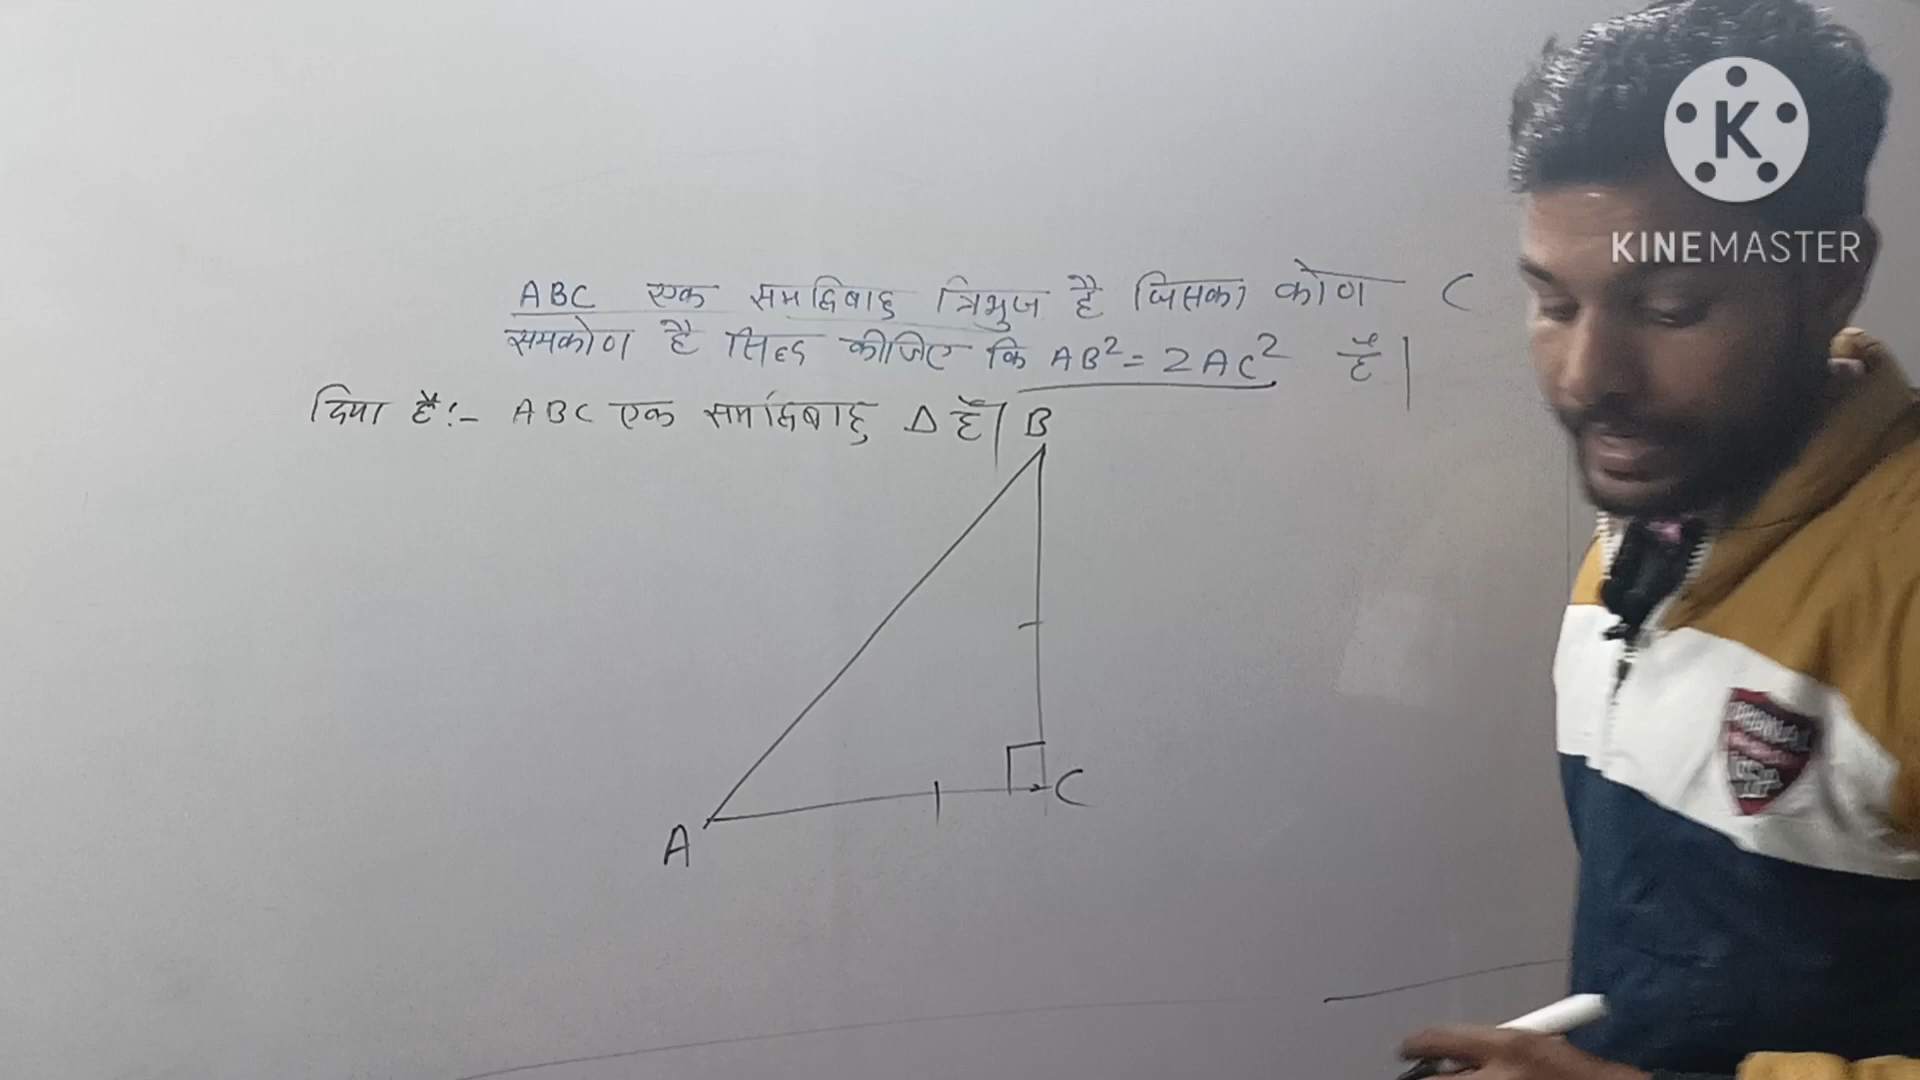 K
KINEMASTER
ABC एक समद्विबाहु त्रिभुज है जिसका कोण C
समकोण है सिद्ध कीजिए कि AB² = 2AC² है।
दिया है:- ABC एक समद्विबाहु Δ है।
B
C
A